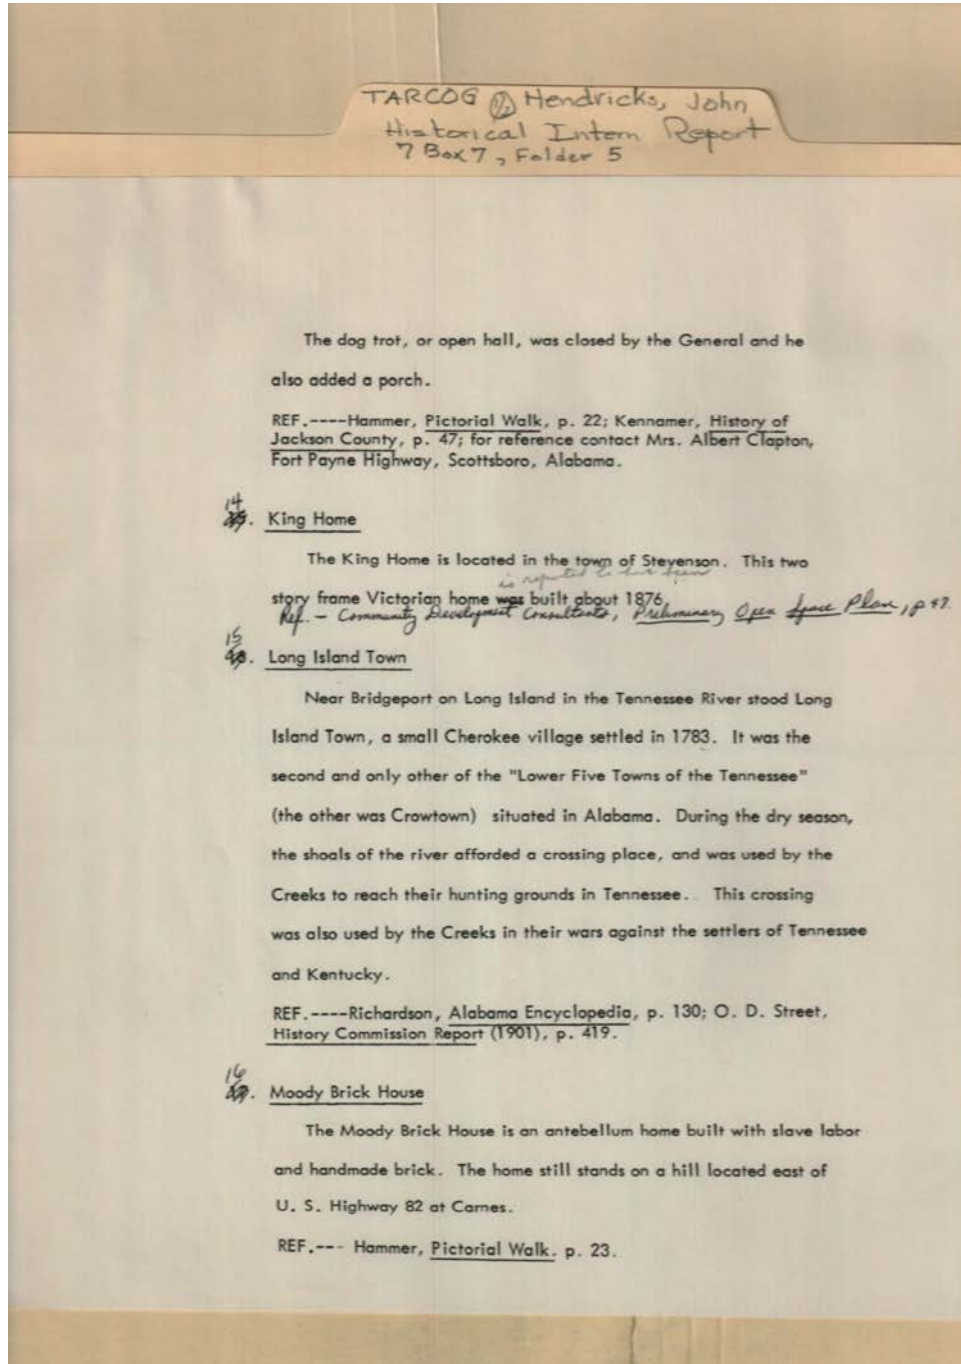 TARCOG Hendricks, John
Historical Intern Report
7 Box 7, Folder 5
The dog trot, or open hall, was closed by the General and he
also added a porch.
REF.----Hammer, Pictorial Walk, p. 22; Kennamer, History of
Jackson County, p. 47; for reference contact Mrs. Albert Clapton,
Fort Payne Highway, Scottsboro, Alabama.
14
. King Home
The King Home is located in the town of Stevenson. This two
is reported to have been
story frame Victorian home was built about 1876.
Ref. - Community Development Consultants, Preliminary Open Space Plan, p 47.
15
. Long Island Town
Near Bridgeport on Long Island in the Tennessee River stood Long
Island Town, a small Cherokee village settled in 1783. It was the
second and only other of the "Lower Five Towns of the Tennessee"
(the other was Crowtown) situated in Alabama. During the dry season,
the shoals of the river afforded a crossing place, and was used by the
Creeks to reach their hunting grounds in Tennessee. This crossing
was also used by the Creeks in their wars against the settlers of Tennessee
and Kentucky.
REF.----Richardson, Alabama Encyclopedia, p. 130; O. D. Street,
History Commission Report (1901), p. 419.
16
. Moody Brick House
The Moody Brick House is an antebellum home built with slave labor
and handmade brick. The home still stands on a hill located east of
U. S. Highway 82 at Carnes.
REF.--- Hammer, Pictorial Walk. p. 23.